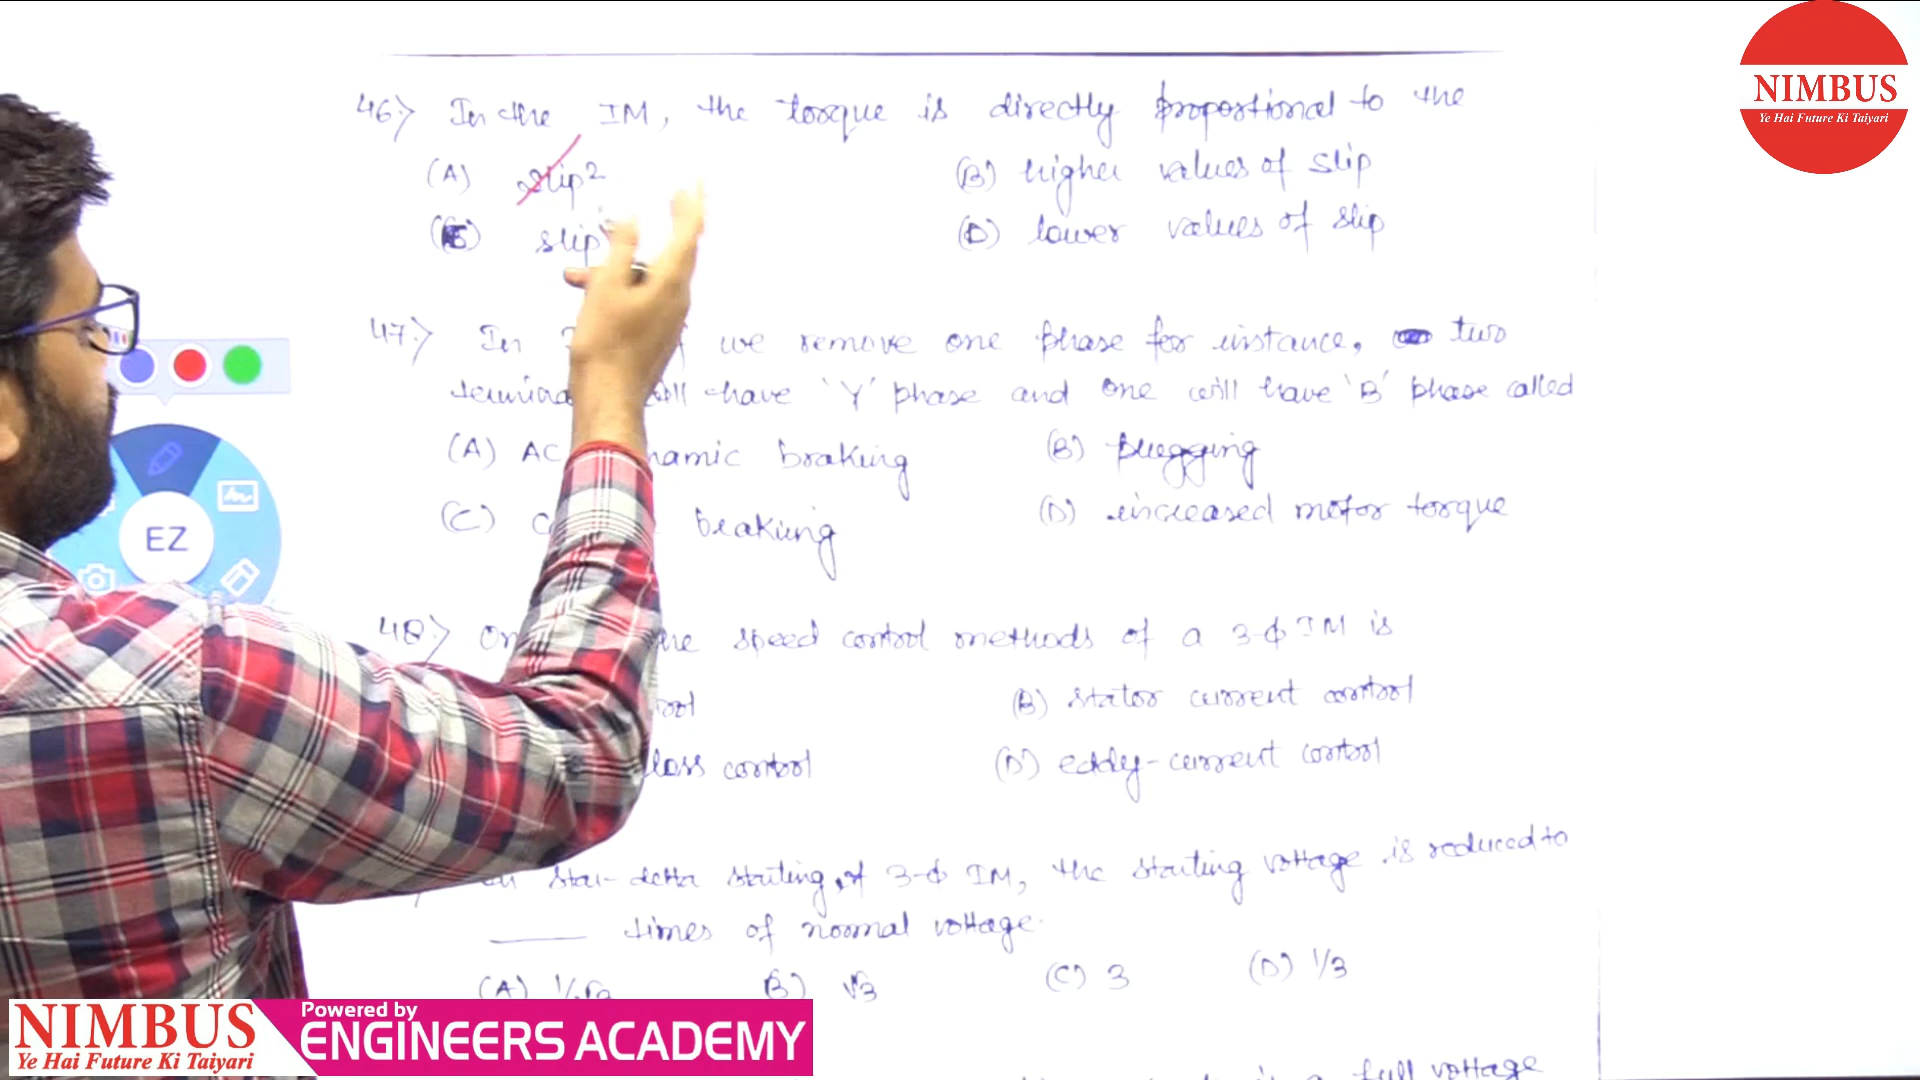 NIMBUS
Ye Hai Future Ki Taiyari
46.) In the IM, the torque is directly proportional to the
(A) slip²
(B) higher values of slip
slip
(D) lower values of slip
47.) In we remove one phase for instance, two
have 'Y' phase and one will have 'B' phase called
(A) AC namic braking
(B) plugging
(C) breaking
(D) increased motor torque
48.) speed control methods of a 3-ϕ IM is
(B) stator current control
loss control
(D) eddy-current control
star-delta starting of 3-ϕ IM, the starting voltage is reduced to
times of normal voltage.
(A)
(B) √3
(C) 3
(D) 1/3
full voltage
EZ
NIMBUS
Ye Hai Future Ki Taiyari
Powered by
ENGINEERS ACADEMY